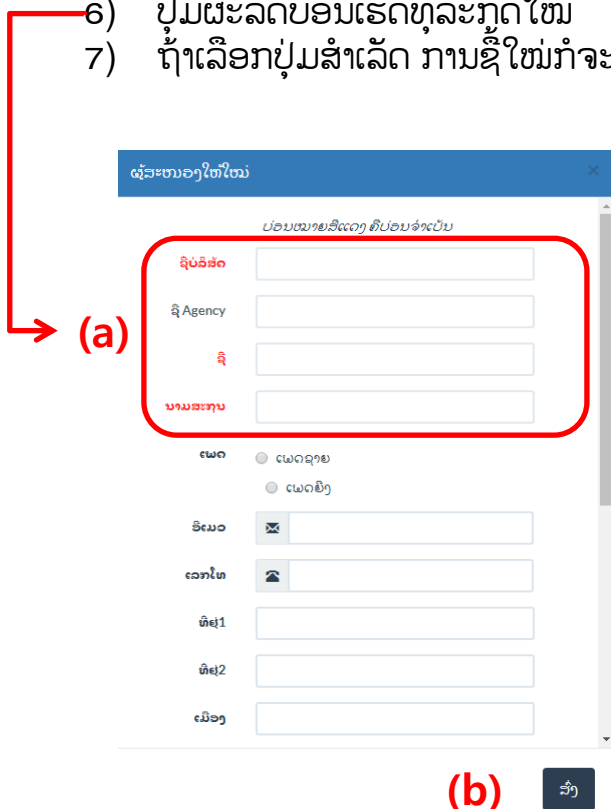 6) ປຸ່ມຜະລິດບ່ອນເຮັດທຸລະກິດໃໝ່
7) ຖ້າເລືອກປຸ່ມສຳເລັດ ການຊື້ໃໝ່ກໍຈະ
ຜູ້ສະໜອງໃຫ້ໃໝ່
×
ບ່ອນໝາຍສີແດງ ຄືບ່ອນຈຳເປັນ
ຊື່ບໍລິສັດ
ຊື່ Agency
(a)
ຊື່
ນາມສະກຸນ
ເພດ
ເພດຊາຍ
ເພດຍິງ
ອີເມວ
ເລກໂທ
ທີ່ຢູ່1
ທີ່ຢູ່2
ເມືອງ
(b)
ສົ່ງ